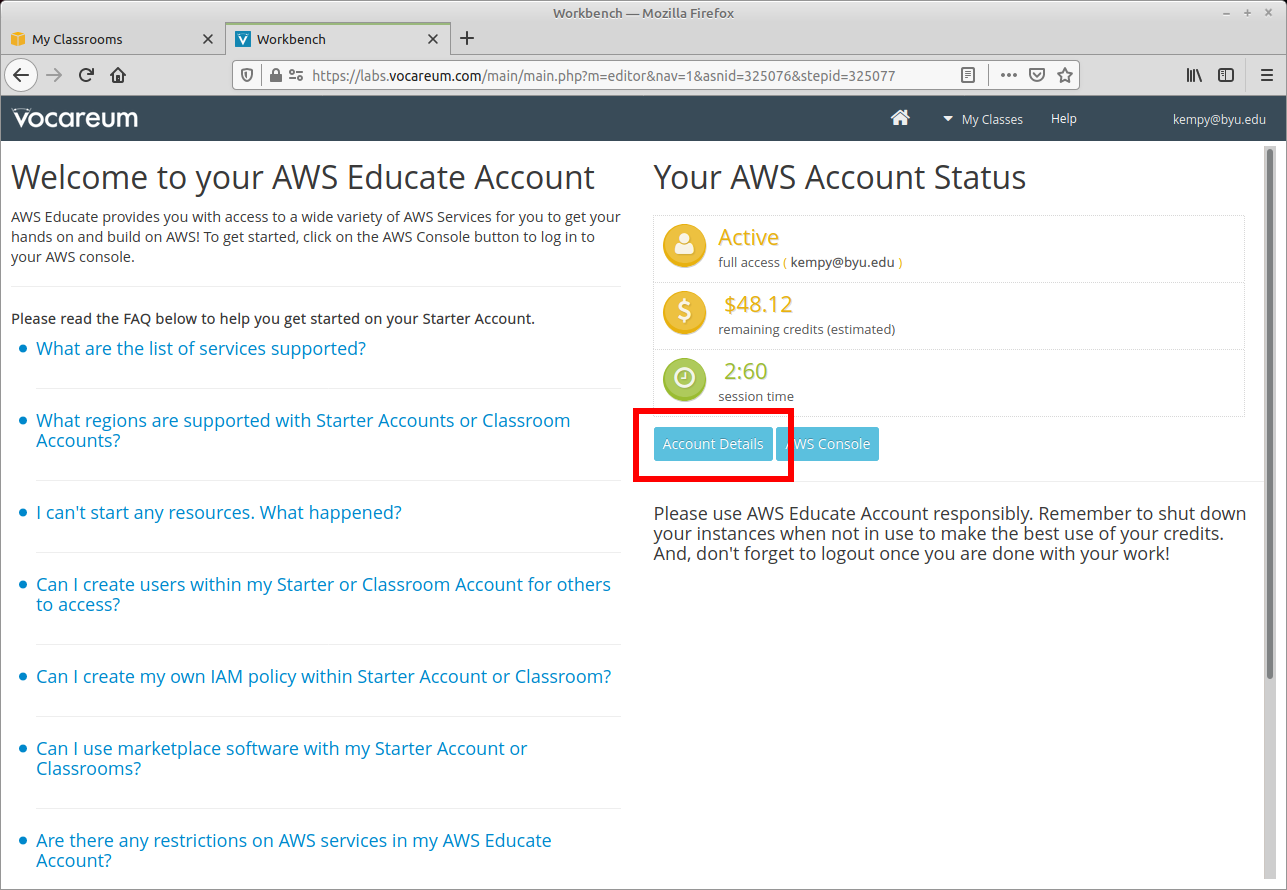 Workbench — Mozilla Firefox
My Classrooms
Workbench
https://labs.vocareum.com/main/main.php?m=editor&nav=1&asnid=325076&stepid=325077
vocareum
My Classes
Help
kempy@byu.edu
Welcome to your AWS Educate Account
AWS Educate provides you with access to a wide variety of AWS Services for you to get your
hands on and build on AWS! To get started, click on the AWS Console button to log in to
your AWS console.
Please read the FAQ below to help you get started on your Starter Account.
What are the list of services supported?
What regions are supported with Starter Accounts or Classroom
Accounts?
I can't start any resources. What happened?
Can I create users within my Starter or Classroom Account for others
to access?
Can I create my own IAM policy within Starter Account or Classroom?
Can I use marketplace software with my Starter Account or
Classrooms?
Are there any restrictions on AWS services in my AWS Educate
Account?
Your AWS Account Status
Active
full access ( kempy@byu.edu )
$
$48.12
remaining credits (estimated)
2:60
session time
Account Details
AWS Console
Please use AWS Educate Account responsibly. Remember to shut down
your instances when not in use to make the best use of your credits.
And, don't forget to logout once you are done with your work!